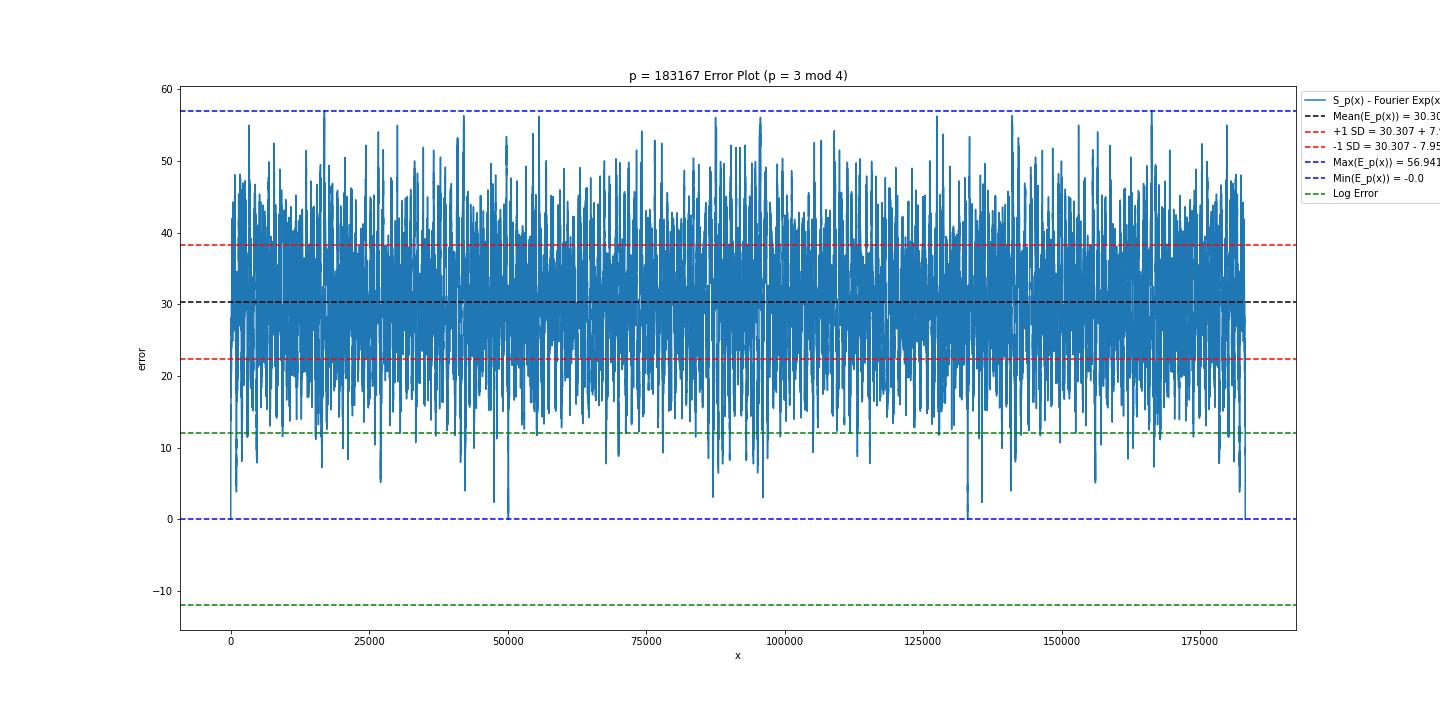 p = 183167 Error Plot (p = 3 mod 4)
60
50
40
30
20
10
0
−10
error
0
25000
50000
75000
100000
125000
150000
175000
x
S_p(x) - Fourier Exp(x
Mean(E_p(x)) = 30.30
+1 SD = 30.307 + 7.9
-1 SD = 30.307 - 7.95
Max(E_p(x)) = 56.941
Min(E_p(x)) = -0.0
Log Error